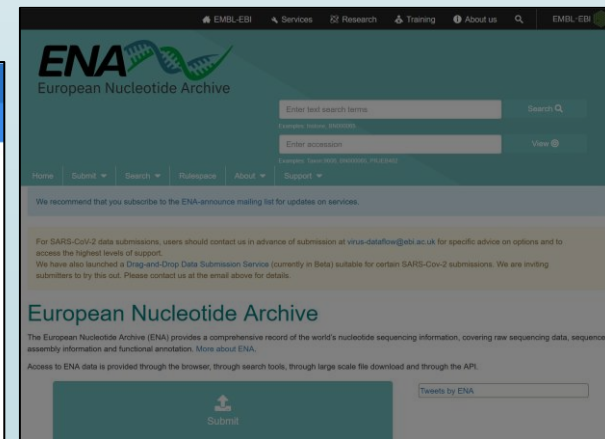 EMBL-EBI Services Research Training About us EMBL-EBI
ENA
European Nucleotide Archive
Enter text search terms
Search
Enter accession
View
Home Submit Search Rulespace About Support
We recommend that you subscribe to the ENA-announce mailing list for updates on services.
For SARS-CoV-2 data submissions, users should contact us in advance of submission at virus-dataflow@ebi.ac.uk for specific advice on options and to
access the highest levels of support.
We have also launched a Drag-and-Drop Data Submission Service (currently in Beta) suitable for certain SARS-Cov-2 submissions. We are inviting
submitters to try this out. Please contact us at the email above for details.
European Nucleotide Archive
The European Nucleotide Archive (ENA) provides a comprehensive record of the world's nucleotide sequencing information, covering raw sequencing data, sequence
assembly information and functional annotation. More about ENA.
Access to ENA data is provided through the browser, through search tools, through large scale file download and through the API.
Submit
Tweets by ENA